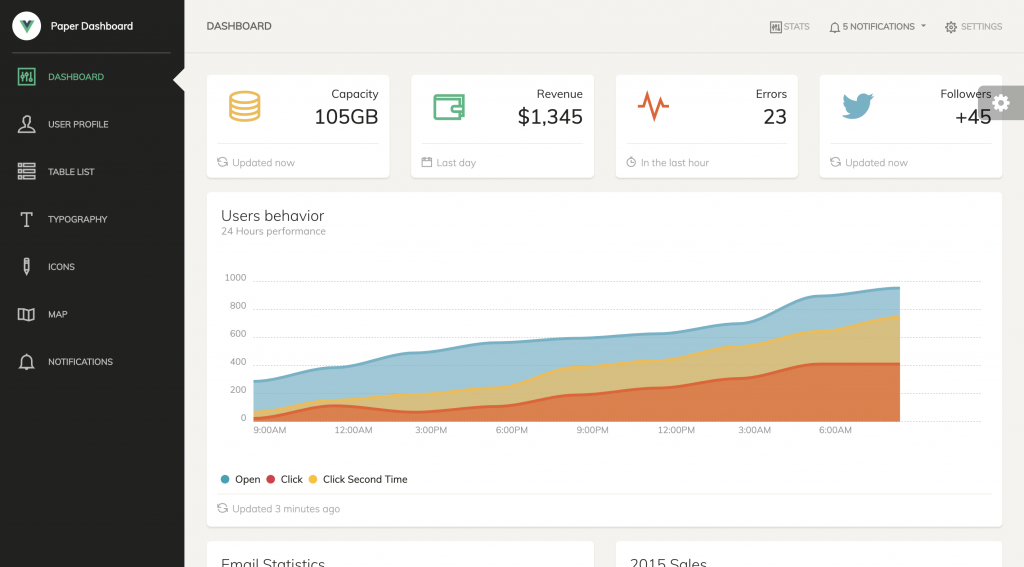 Paper Dashboard
DASHBOARD
USER PROFILE
TABLE LIST
TYPOGRAPHY
ICONS
MAP
NOTIFICATIONS
DASHBOARD
STATS
5 NOTIFICATIONS
SETTINGS
Capacity
105GB
Updated now
Revenue
$1,345
Last day
Errors
23
In the last hour
Followers
+45
Updated now
Users behavior
24 Hours performance
1000
800
600
400
200
0
9:00AM 12:00AM 3:00PM 6:00PM 9:00PM 12:00PM 3:00AM 6:00AM
Open Click Click Second Time
Updated 3 minutes ago
Email Statistics
2015 Sales